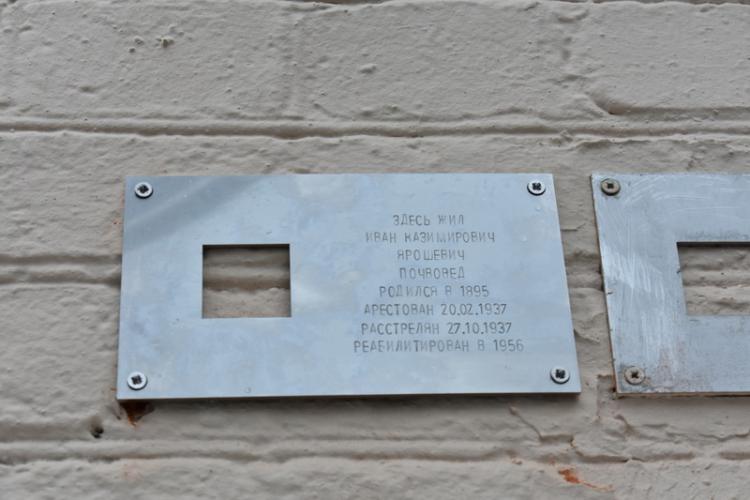 ЗДЕСЬ ЖИЛ
ИВАН КАЗИМИРОВИЧ
ЯРОШЕВИЧ
ПОЧВОВЕД
РОДИЛСЯ В 1895
АРЕСТОВАН 20.02.1937
РАССТРЕЛЯН 27.10.1937
РЕАБИЛИТИРОВАН В 1956